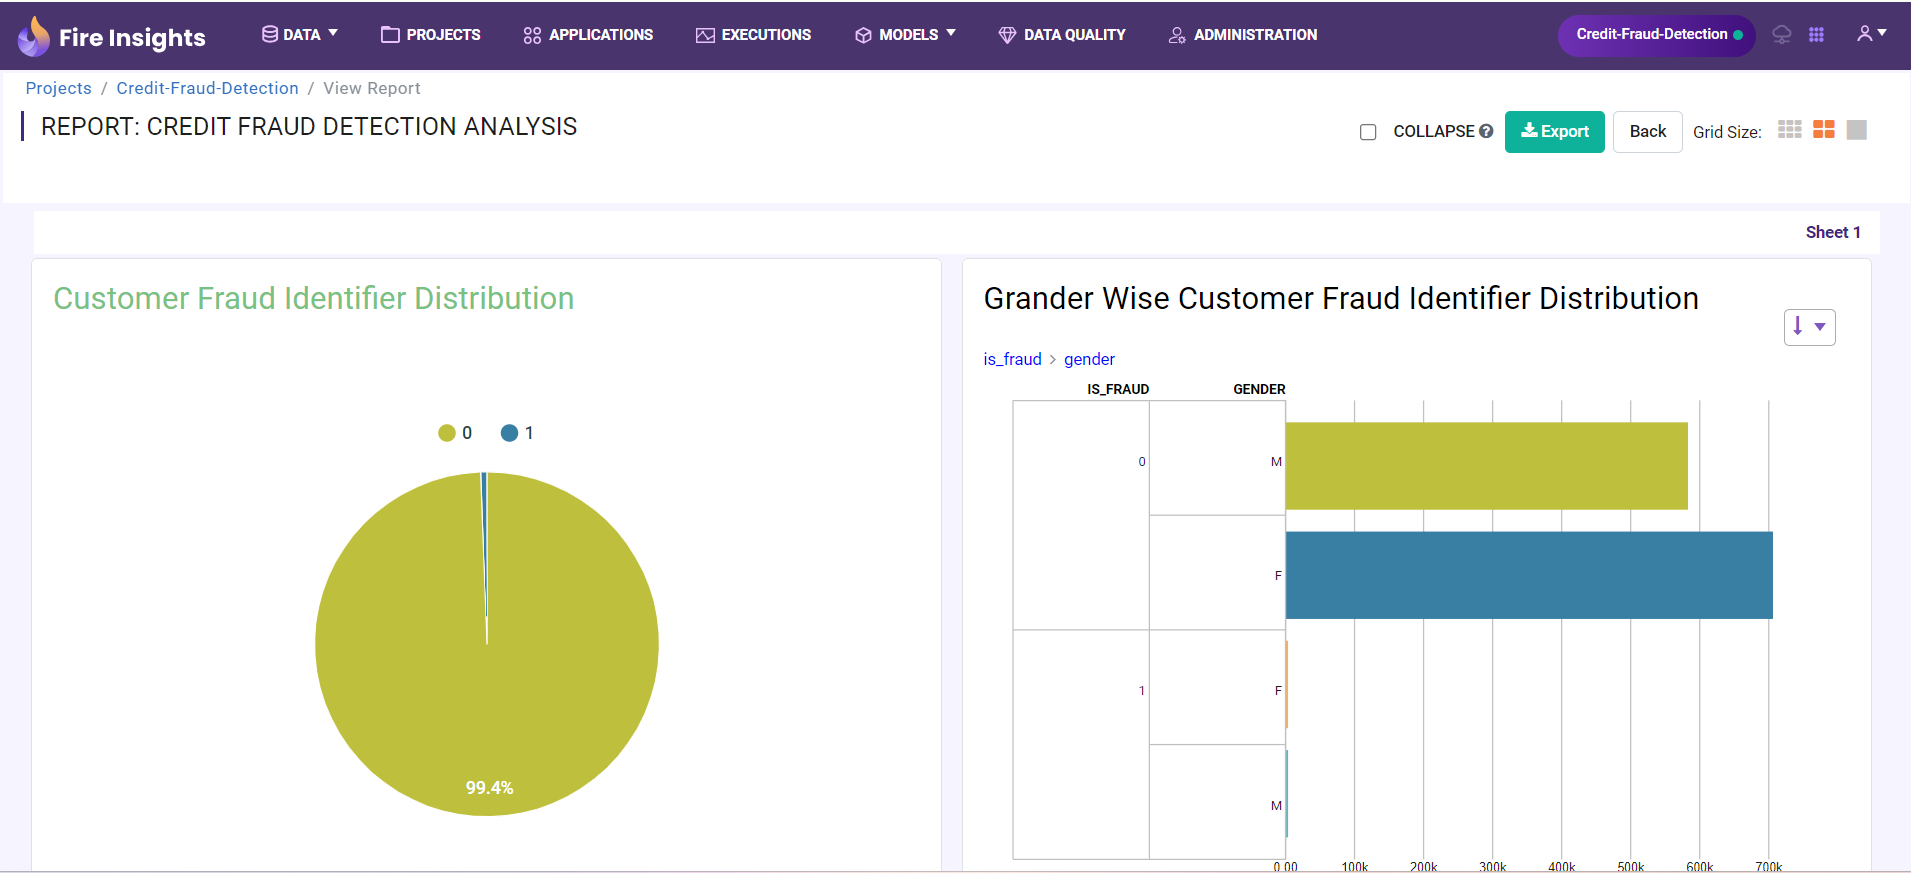 Fire Insights
DATA
PROJECTS
APPLICATIONS
EXECUTIONS
MODELS
DATA QUALITY
ADMINISTRATION
Credit-Fraud-Detection
Projects / Credit-Fraud-Detection / View Report
REPORT: CREDIT FRAUD DETECTION ANALYSIS
COLLAPSE
Export
Back
Grid Size:
Sheet 1
Customer Fraud Identifier Distribution
0
1
99.4%
Grander Wise Customer Fraud Identifier Distribution
is_fraud > gender
IS_FRAUD GENDER
0
M
F
1
F
M
0.00 100k 200k 300k 400k 500k 600k 700k